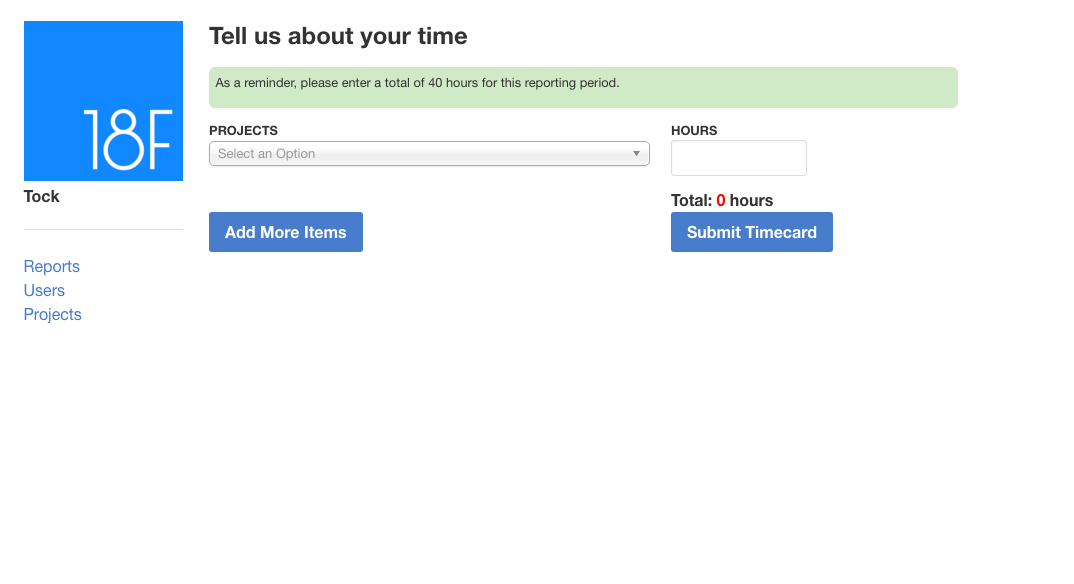 18F
Tock
Reports
Users
Projects
Tell us about your time
As a reminder, please enter a total of 40 hours for this reporting period.
PROJECTS
Select an Option
HOURS
Total: 0 hours
Add More Items
Submit Timecard